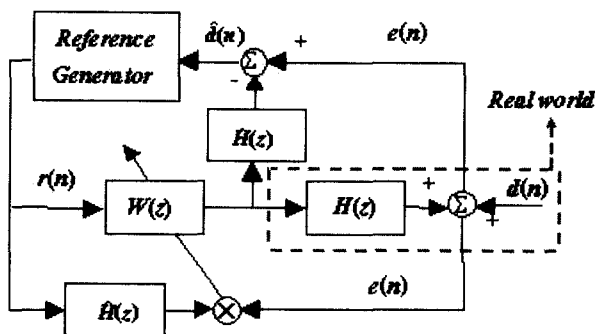 Reference
Generator
d̂(n)
+
e(n)
Σ
-
Real world
Ĥ(z)
r(n)
W(z)
H(z)
+
Σ
d(n)
+
Ĥ(z)
e(n)